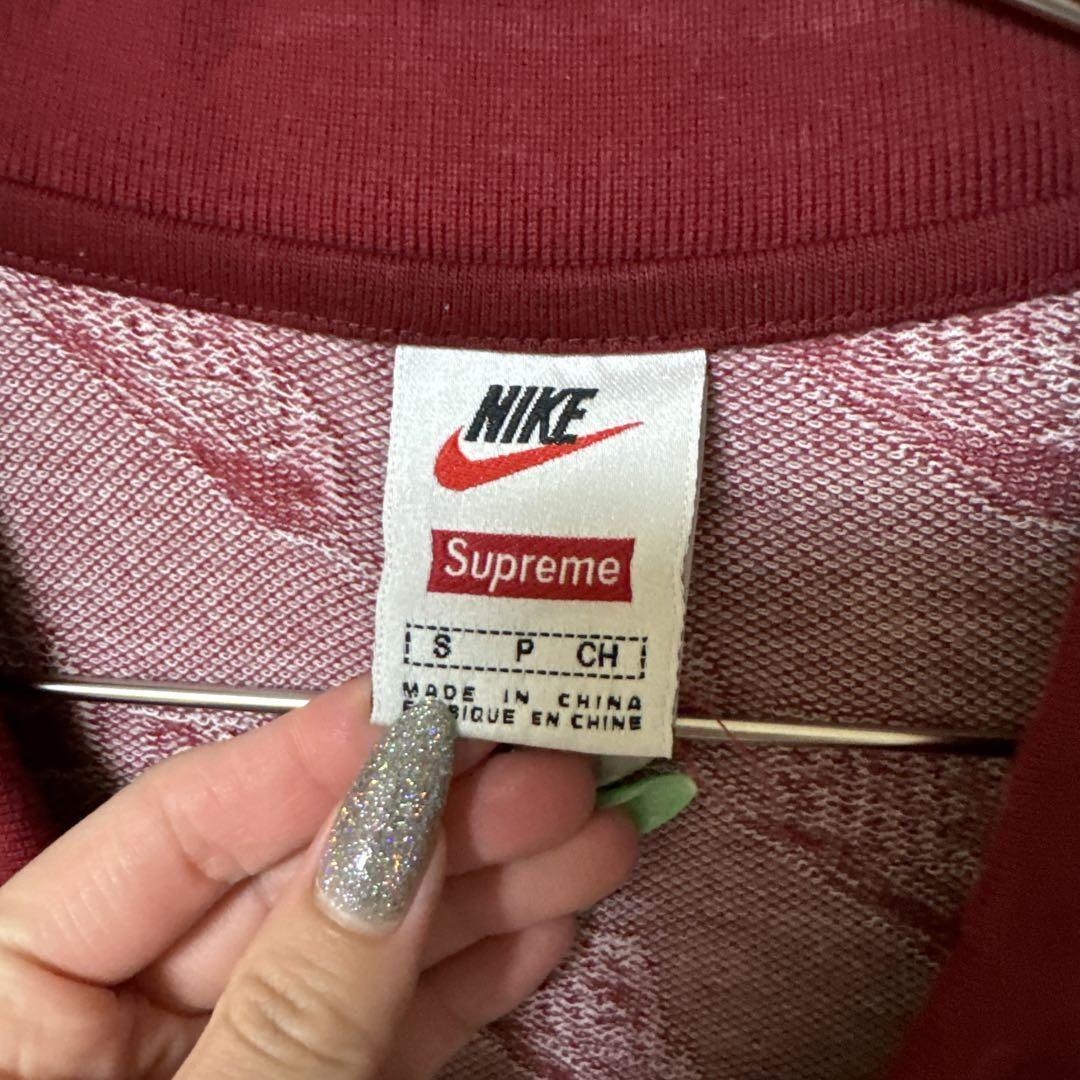 NIKE
Supreme
S P CH
MADE IN CHINA
EN CHINE